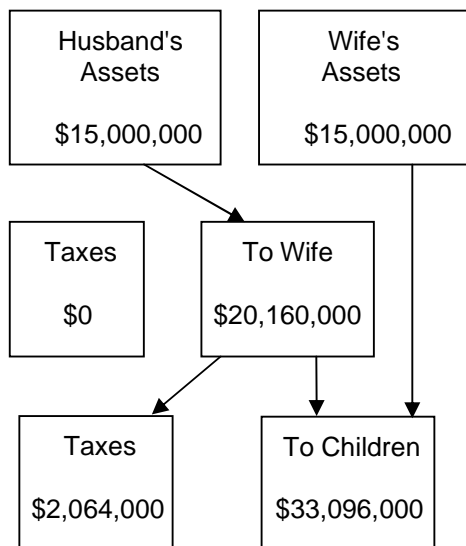 Husband's
Assets
$15,000,000
Wife's
Assets
$15,000,000
Taxes
$0
To Wife
$20,160,000
Taxes
$2,064,000
To Children
$33,096,000